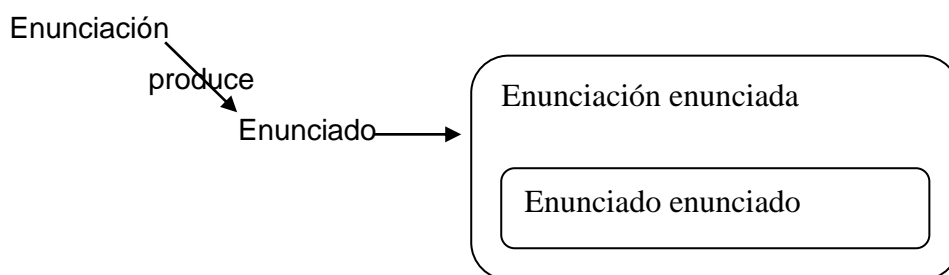 Enunciación
produce
Enunciado
Enunciación enunciada
Enunciado enunciado